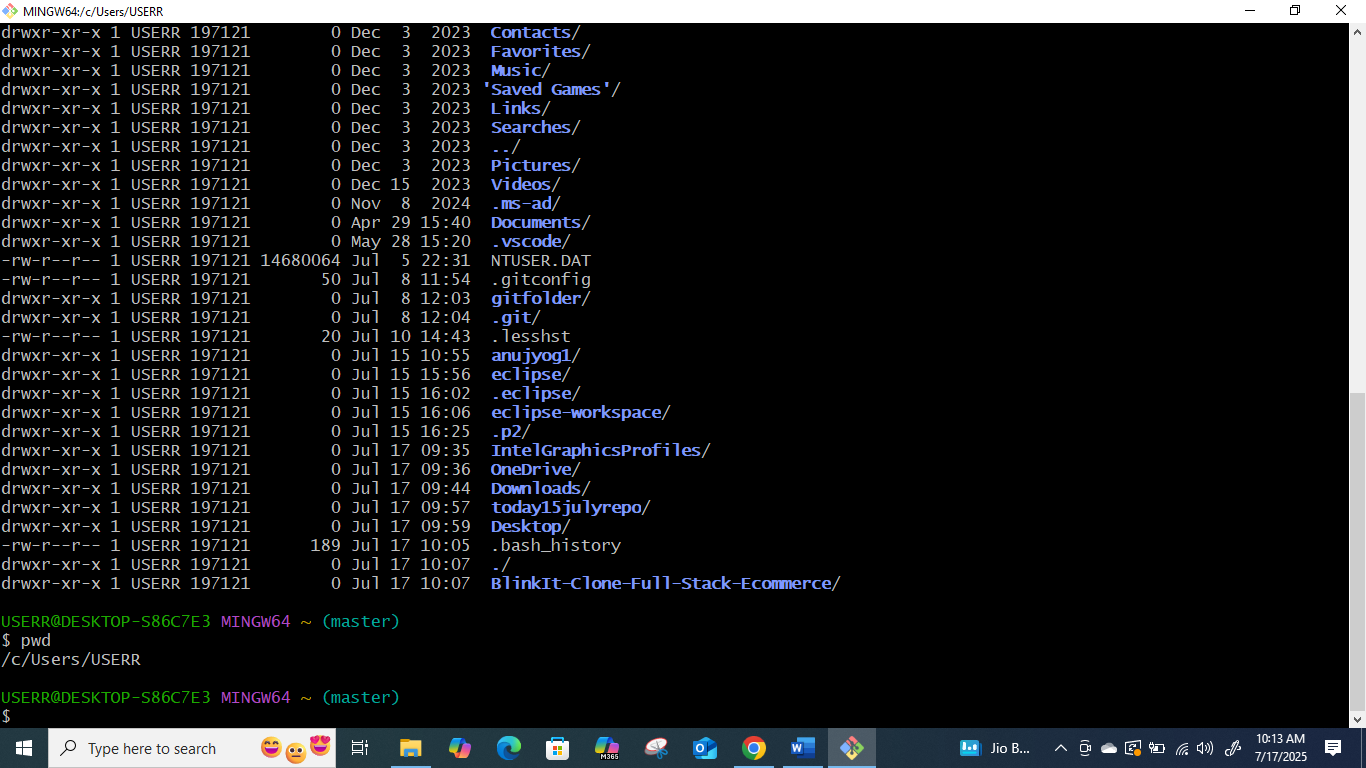 MINGW64:/c/Users/USERR
drwxr-xr-x 1 USERR 197121        0 Dec  3  2023  Contacts/
drwxr-xr-x 1 USERR 197121        0 Dec  3  2023  Favorites/
drwxr-xr-x 1 USERR 197121        0 Dec  3  2023  Music/
drwxr-xr-x 1 USERR 197121        0 Dec  3  2023 'Saved Games'/
drwxr-xr-x 1 USERR 197121        0 Dec  3  2023  Links/
drwxr-xr-x 1 USERR 197121        0 Dec  3  2023  Searches/
drwxr-xr-x 1 USERR 197121        0 Dec  3  2023  ../
drwxr-xr-x 1 USERR 197121        0 Dec  3  2023  Pictures/
drwxr-xr-x 1 USERR 197121        0 Dec 15  2023  Videos/
drwxr-xr-x 1 USERR 197121        0 Nov  8  2024  .ms-ad/
drwxr-xr-x 1 USERR 197121        0 Apr 29 15:40  Documents/
drwxr-xr-x 1 USERR 197121        0 May 28 15:20  .vscode/
-rw-r--r-- 1 USERR 197121 14680064 Jul  5 22:31  NTUSER.DAT
-rw-r--r-- 1 USERR 197121       50 Jul  8 11:54  .gitconfig
drwxr-xr-x 1 USERR 197121        0 Jul  8 12:03  gitfolder/
drwxr-xr-x 1 USERR 197121        0 Jul  8 12:04  .git/
-rw-r--r-- 1 USERR 197121       20 Jul 10 14:43  .lesshst
drwxr-xr-x 1 USERR 197121        0 Jul 15 10:55  anujyog1/
drwxr-xr-x 1 USERR 197121        0 Jul 15 15:56  eclipse/
drwxr-xr-x 1 USERR 197121        0 Jul 15 16:02  .eclipse/
drwxr-xr-x 1 USERR 197121        0 Jul 15 16:06  eclipse-workspace/
drwxr-xr-x 1 USERR 197121        0 Jul 15 16:25  .p2/
drwxr-xr-x 1 USERR 197121        0 Jul 17 09:35  IntelGraphicsProfiles/
drwxr-xr-x 1 USERR 197121        0 Jul 17 09:36  OneDrive/
drwxr-xr-x 1 USERR 197121        0 Jul 17 09:44  Downloads/
drwxr-xr-x 1 USERR 197121        0 Jul 17 09:57  today15julyrepo/
drwxr-xr-x 1 USERR 197121        0 Jul 17 09:59  Desktop/
-rw-r--r-- 1 USERR 197121      189 Jul 17 10:05  .bash_history
drwxr-xr-x 1 USERR 197121        0 Jul 17 10:07  ./
drwxr-xr-x 1 USERR 197121        0 Jul 17 10:07  BlinkIt-Clone-Full-Stack-Ecommerce/
USERR@DESKTOP-S86C7E3 MINGW64 ~ (master)
$ pwd
/c/Users/USERR
USERR@DESKTOP-S86C7E3 MINGW64 ~ (master)
$
Type here to search
M365
Jio B...
10:13 AM
7/17/2025